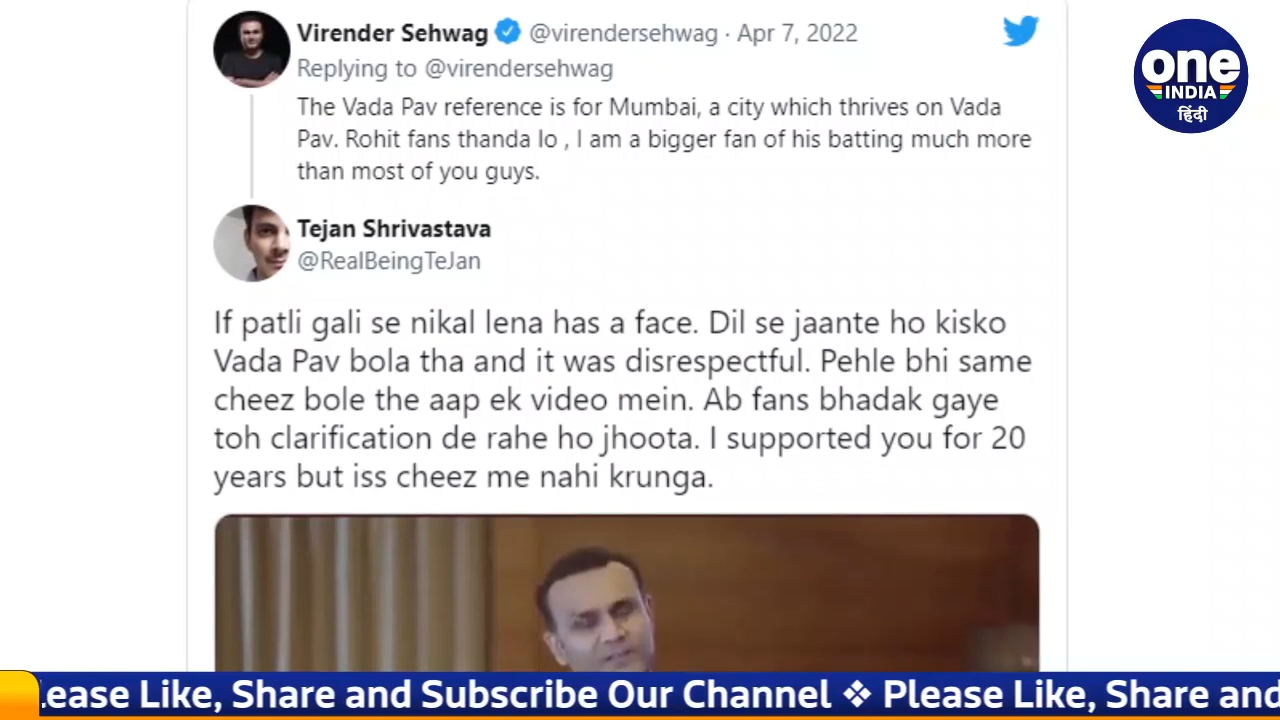 Virender Sehwag @virendersehwag · Apr 7, 2022
Replying to @virendersehwag
The Vada Pav reference is for Mumbai, a city which thrives on Vada
Pav. Rohit fans thanda lo , I am a bigger fan of his batting much more
than most of you guys.
Tejan Shrivastava
@RealBeingTeJan
If patli gali se nikal lena has a face. Dil se jaante ho kisko
Vada Pav bola tha and it was disrespectful. Pehle bhi same
cheez bole the aap ek video mein. Ab fans bhadak gaye
toh clarification de rahe ho jhoota. I supported you for 20
years but iss cheez me nahi krunga.
one
INDIA
हिंदी
lease Like, Share and Subscribe Our Channel ❖ Please Like, Share and